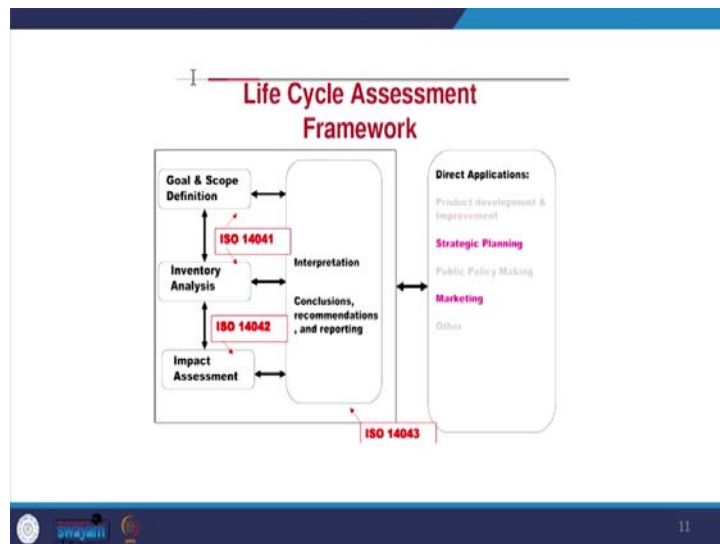 Life Cycle Assessment
Framework
Goal & Scope
Definition
ISO 14041
Inventory
Analysis
ISO 14042
Impact
Assessment
Interpretation
Conclusions,
recommendations
, and reporting
ISO 14043
Direct Applications:
Product development &
Improvement
Strategic Planning
Public Policy Making
Marketing
Other
swayam
11